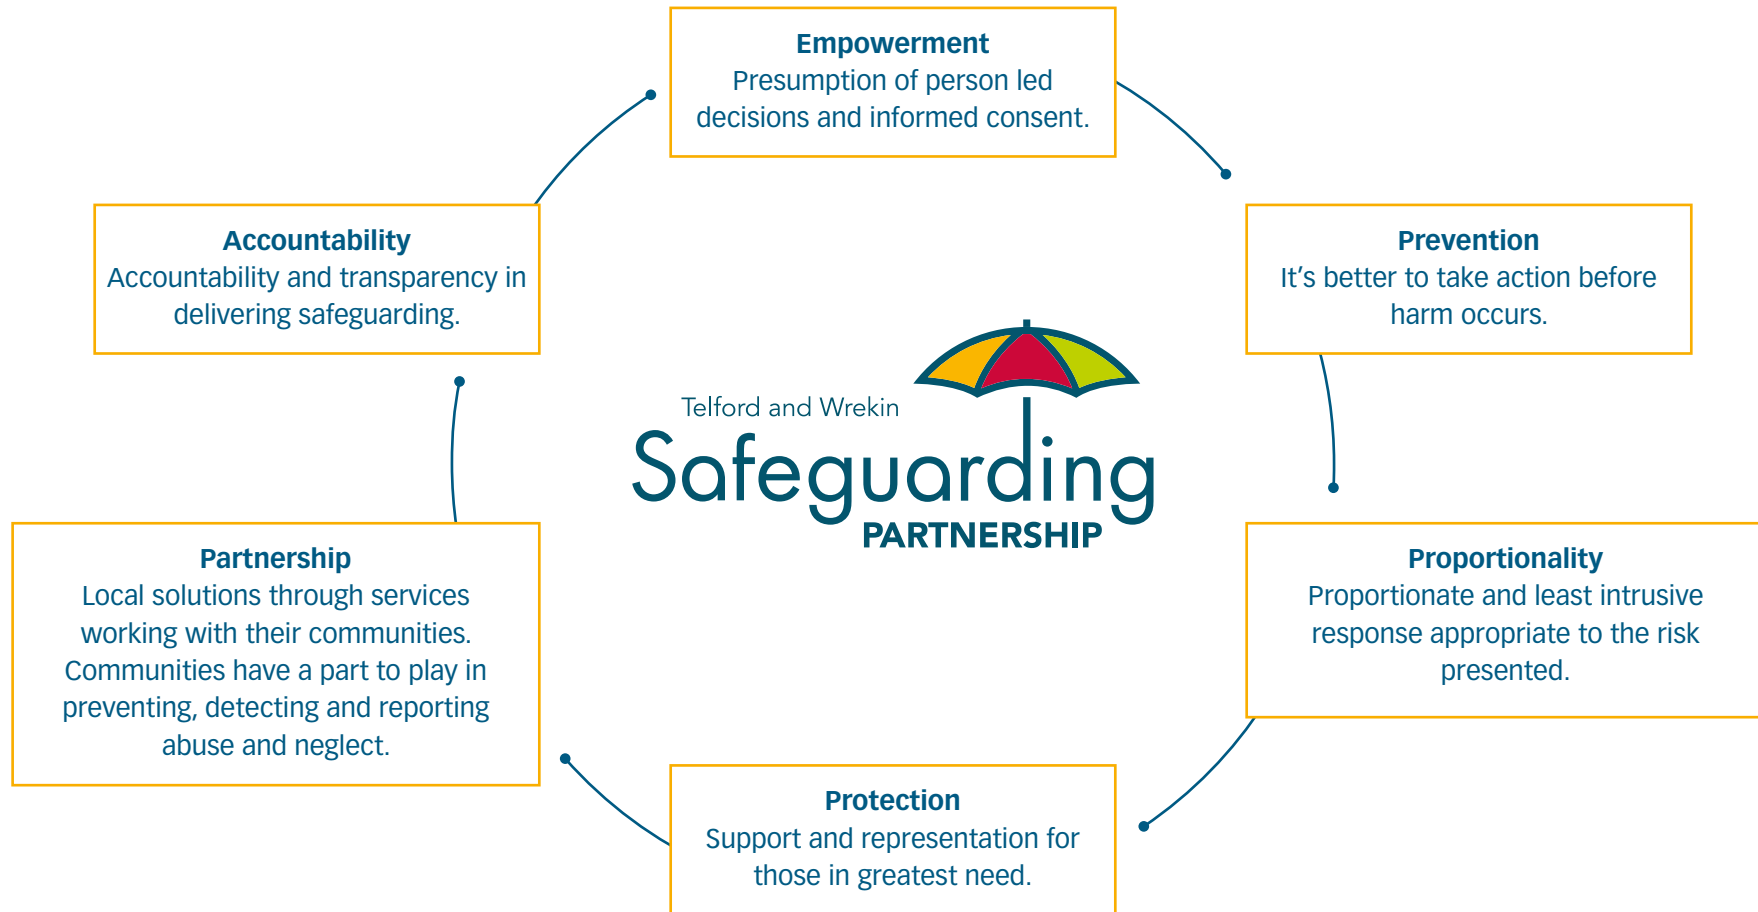 Empowerment
Presumption of person led
decisions and informed consent.
Prevention
It's better to take action before
harm occurs.
Proportionality
Proportionate and least intrusive
response appropriate to the risk
presented.
Protection
Support and representation for
those in greatest need.
Partnership
Local solutions through services
working with their communities.
Communities have a part to play in
preventing, detecting and reporting
abuse and neglect.
Accountability
Accountability and transparency in
delivering safeguarding.
Telford and Wrekin
Safeguarding
PARTNERSHIP